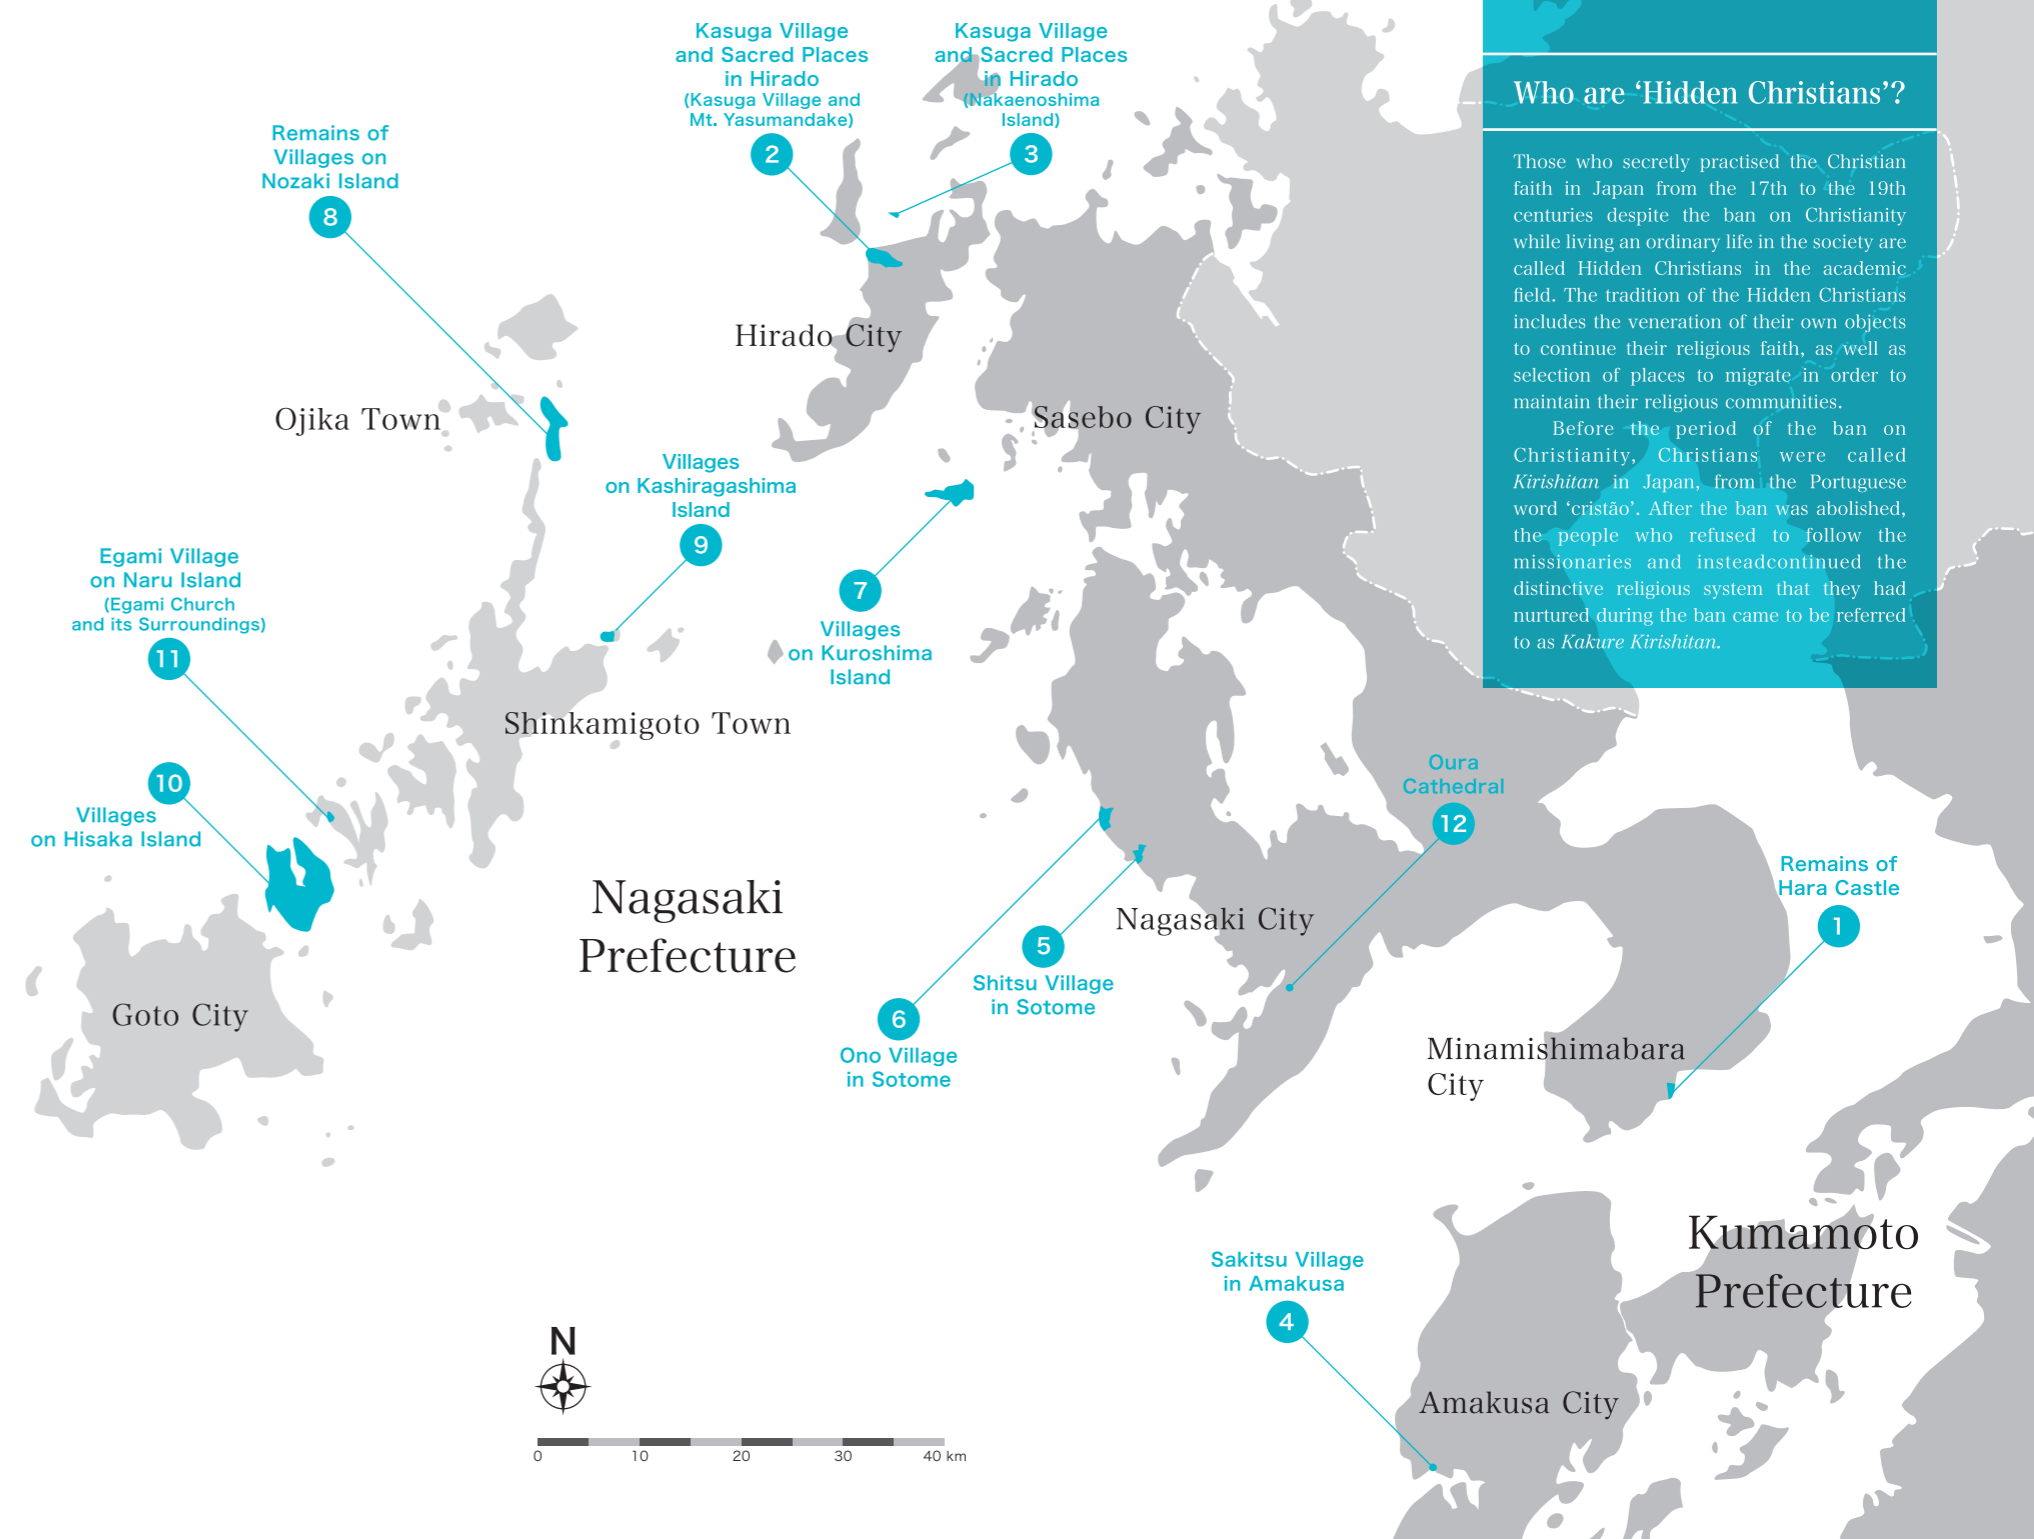 Kasuga Village
and Sacred Places
in Hirado
(Kasuga Village and
Mt. Yasumandake)
2
Kasuga Village
and Sacred Places
in Hirado
(Nakaenoshima
Island)
3
Remains of
Villages on
Nozaki Island
8
Who are ‘Hidden Christians’?
Those who secretly practised the Christian
faith in Japan from the 17th to the 19th
centuries despite the ban on Christianity
while living an ordinary life in the society are
called Hidden Christians in the academic
field. The tradition of the Hidden Christians
includes the veneration of their own objects
to continue their religious faith, as well as
selection of places to migrate in order to
maintain their religious communities.
Before the period of the ban on
Christianity, Christians were called
Kirishitan in Japan, from the Portuguese
word ‘cristão’. After the ban was abolished,
the people who refused to follow the
missionaries and insteadcontinued the
distinctive religious system that they had
nurtured during the ban came to be referred
to as Kakure Kirishitan.
Hirado City
Ojika Town
Sasebo City
Villages
on Kashiragashima
Island
9
Egami Village
on Naru Island
(Egami Church
and its Surroundings)
11
7
Villages
on Kuroshima
Island
Shinkamigoto Town
10
Villages
on Hisaka Island
Oura
Cathedral
12
Nagasaki
Prefecture
Remains of
Hara Castle
1
Nagasaki City
5
Shitsu Village
in Sotome
6
Ono Village
in Sotome
Goto City
Minamishimabara
City
Kumamoto
Prefecture
Sakitsu Village
in Amakusa
4
Amakusa City
N
0 10 20 30 40 km